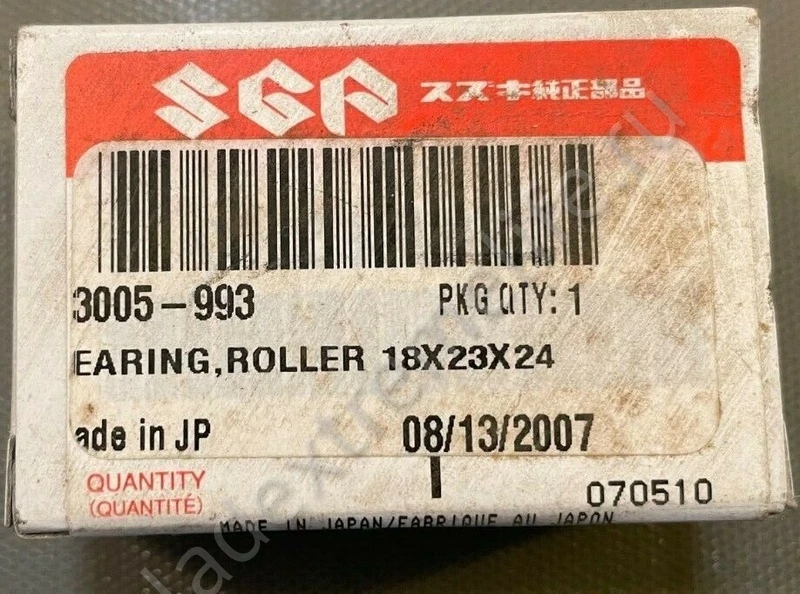 SGP スズキ純正部品
3005-993 PKG QTY: 1
EARING,ROLLER 18X23X24
ade in JP 08/13/2007
QUANTITY
(QUANTITÉ)
1
070510
MADE IN JAPAN/FABRIQUE AU JAPON